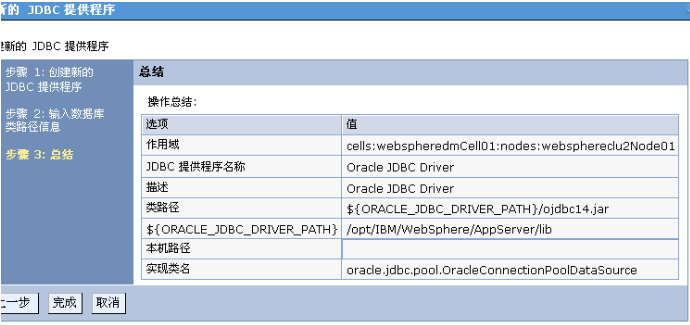 新的 JDBC 提供程序
建新的 JDBC 提供程序
步骤 1: 创建新的
JDBC 提供程序
步骤 2: 输入数据库
类路径信息
步骤 3: 总结
总结
操作总结:
选项 值
作用域 cells:webspheredmCell01:nodes:websphereclu2Node01
JDBC 提供程序名称 Oracle JDBC Driver
描述 Oracle JDBC Driver
类路径 ${ORACLE_JDBC_DRIVER_PATH}/ojdbc14.jar
${ORACLE_JDBC_DRIVER_PATH} /opt/IBM/WebSphere/AppServer/lib
本机路径
实现类名 oracle.jdbc.pool.OracleConnectionPoolDataSource
上一步 完成 取消